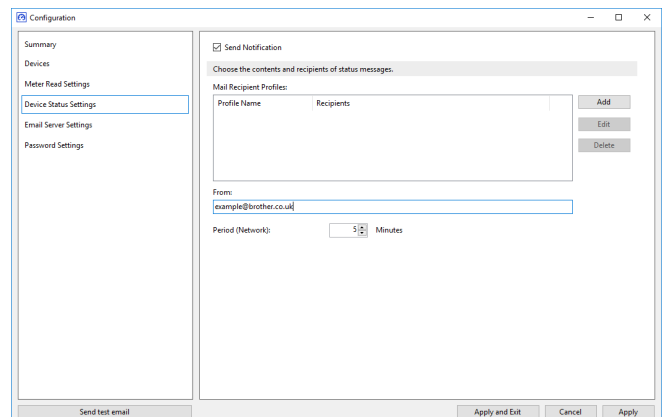 Configuration
Summary
Devices
Meter Read Settings
Device Status Settings
Email Server Settings
Password Settings
Send Notification
Choose the contents and recipients of status messages.
Mail Recipient Profiles:
Profile Name Recipients
Add
Edit
Delete
From:
example@brother.co.uk
Period (Network): 5 Minutes
Send test email Apply and Exit Cancel Apply